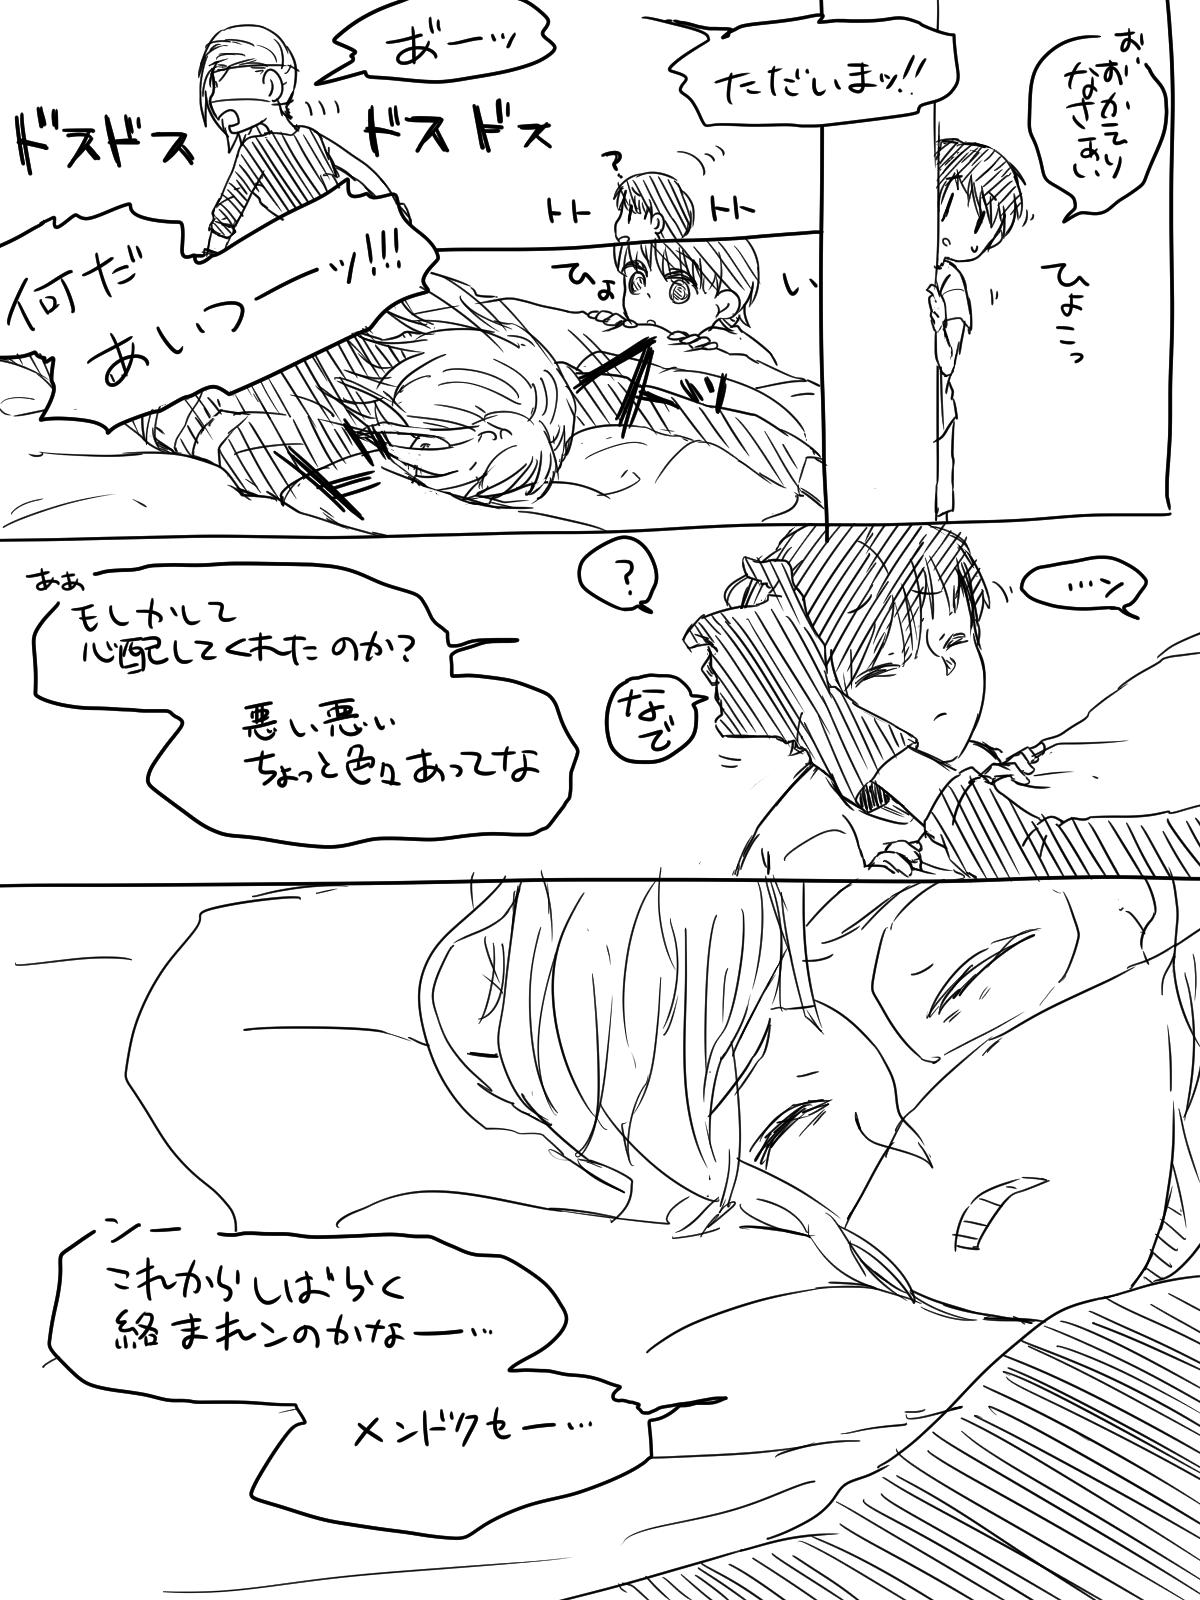 ただいまッ!!
お、おかえり
なさぁい
ひょこっ
あ゛ーッ
ドスドス
ドスドス
?
トト
トト
何だ
あいつーッ!!!
ひょ
い
…ン
?
なで
あぁ
もしかして
心配してくれたのか?
悪い悪い
ちょっと色々あってな
ンー
これからしばらく
絡まれンのかなー…
メンドクセー…